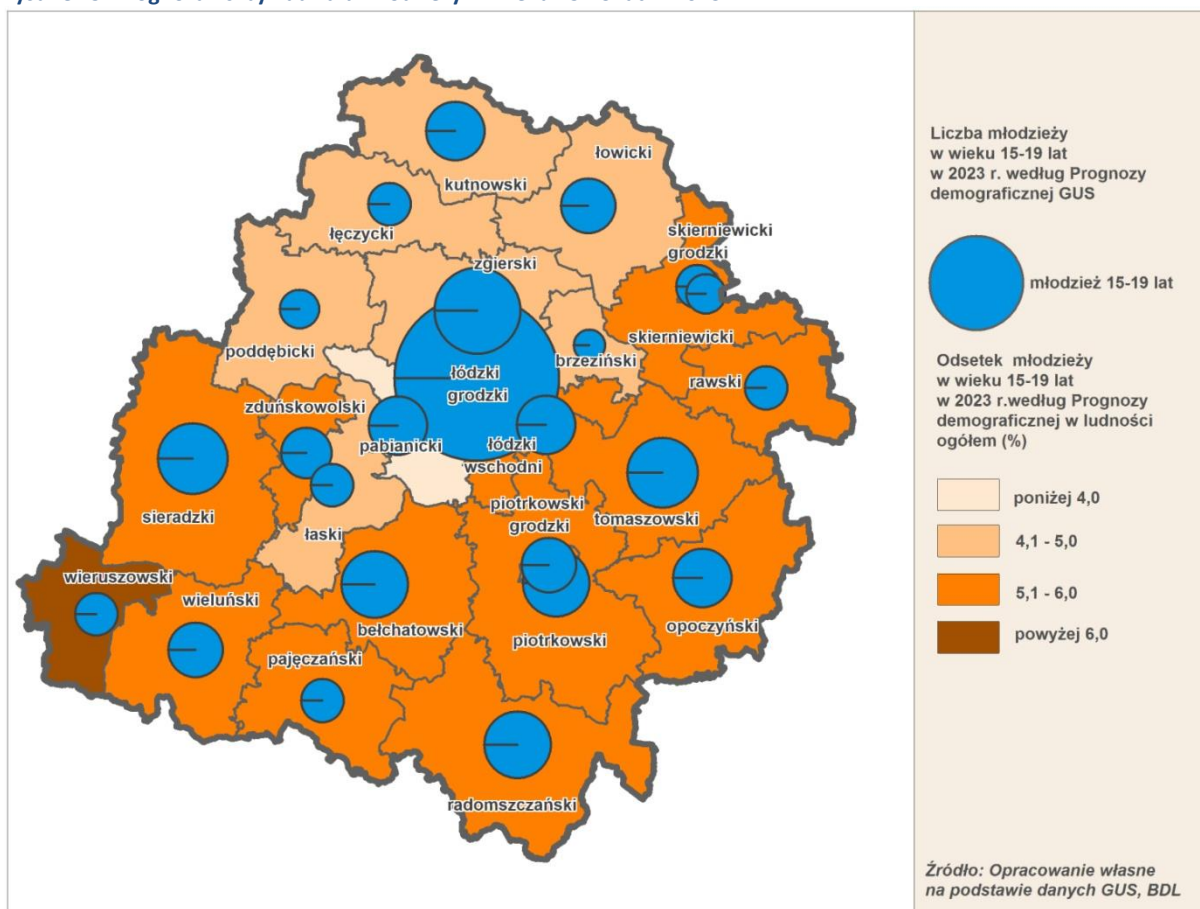 kutnowski
łowicki
łęczycki
skierniewicki
grodzki
zgierski
poddębicki
łódzki
grodzki
brzeziński
skierniewicki
rawski
zduńskowolski
pabianicki
łódzki
wschodni
sieradzki
piotrkowski
grodzki
tomaszowski
łaski
wieruszowski
wieluński
bełchatowski
piotrkowski
opoczyński
pajęczański
radomszczański
Liczba młodzieży
w wieku 15-19 lat
w 2023 r. według Prognozy
demograficznej GUS
młodzież 15-19 lat
Odsetek młodzieży
w wieku 15-19 lat
w 2023 r.według Prognozy
demograficznej w ludności
ogółem (%)
poniżej 4,0
4,1 - 5,0
5,1 - 6,0
powyżej 6,0
Źródło: Opracowanie własne
na podstawie danych GUS, BDL